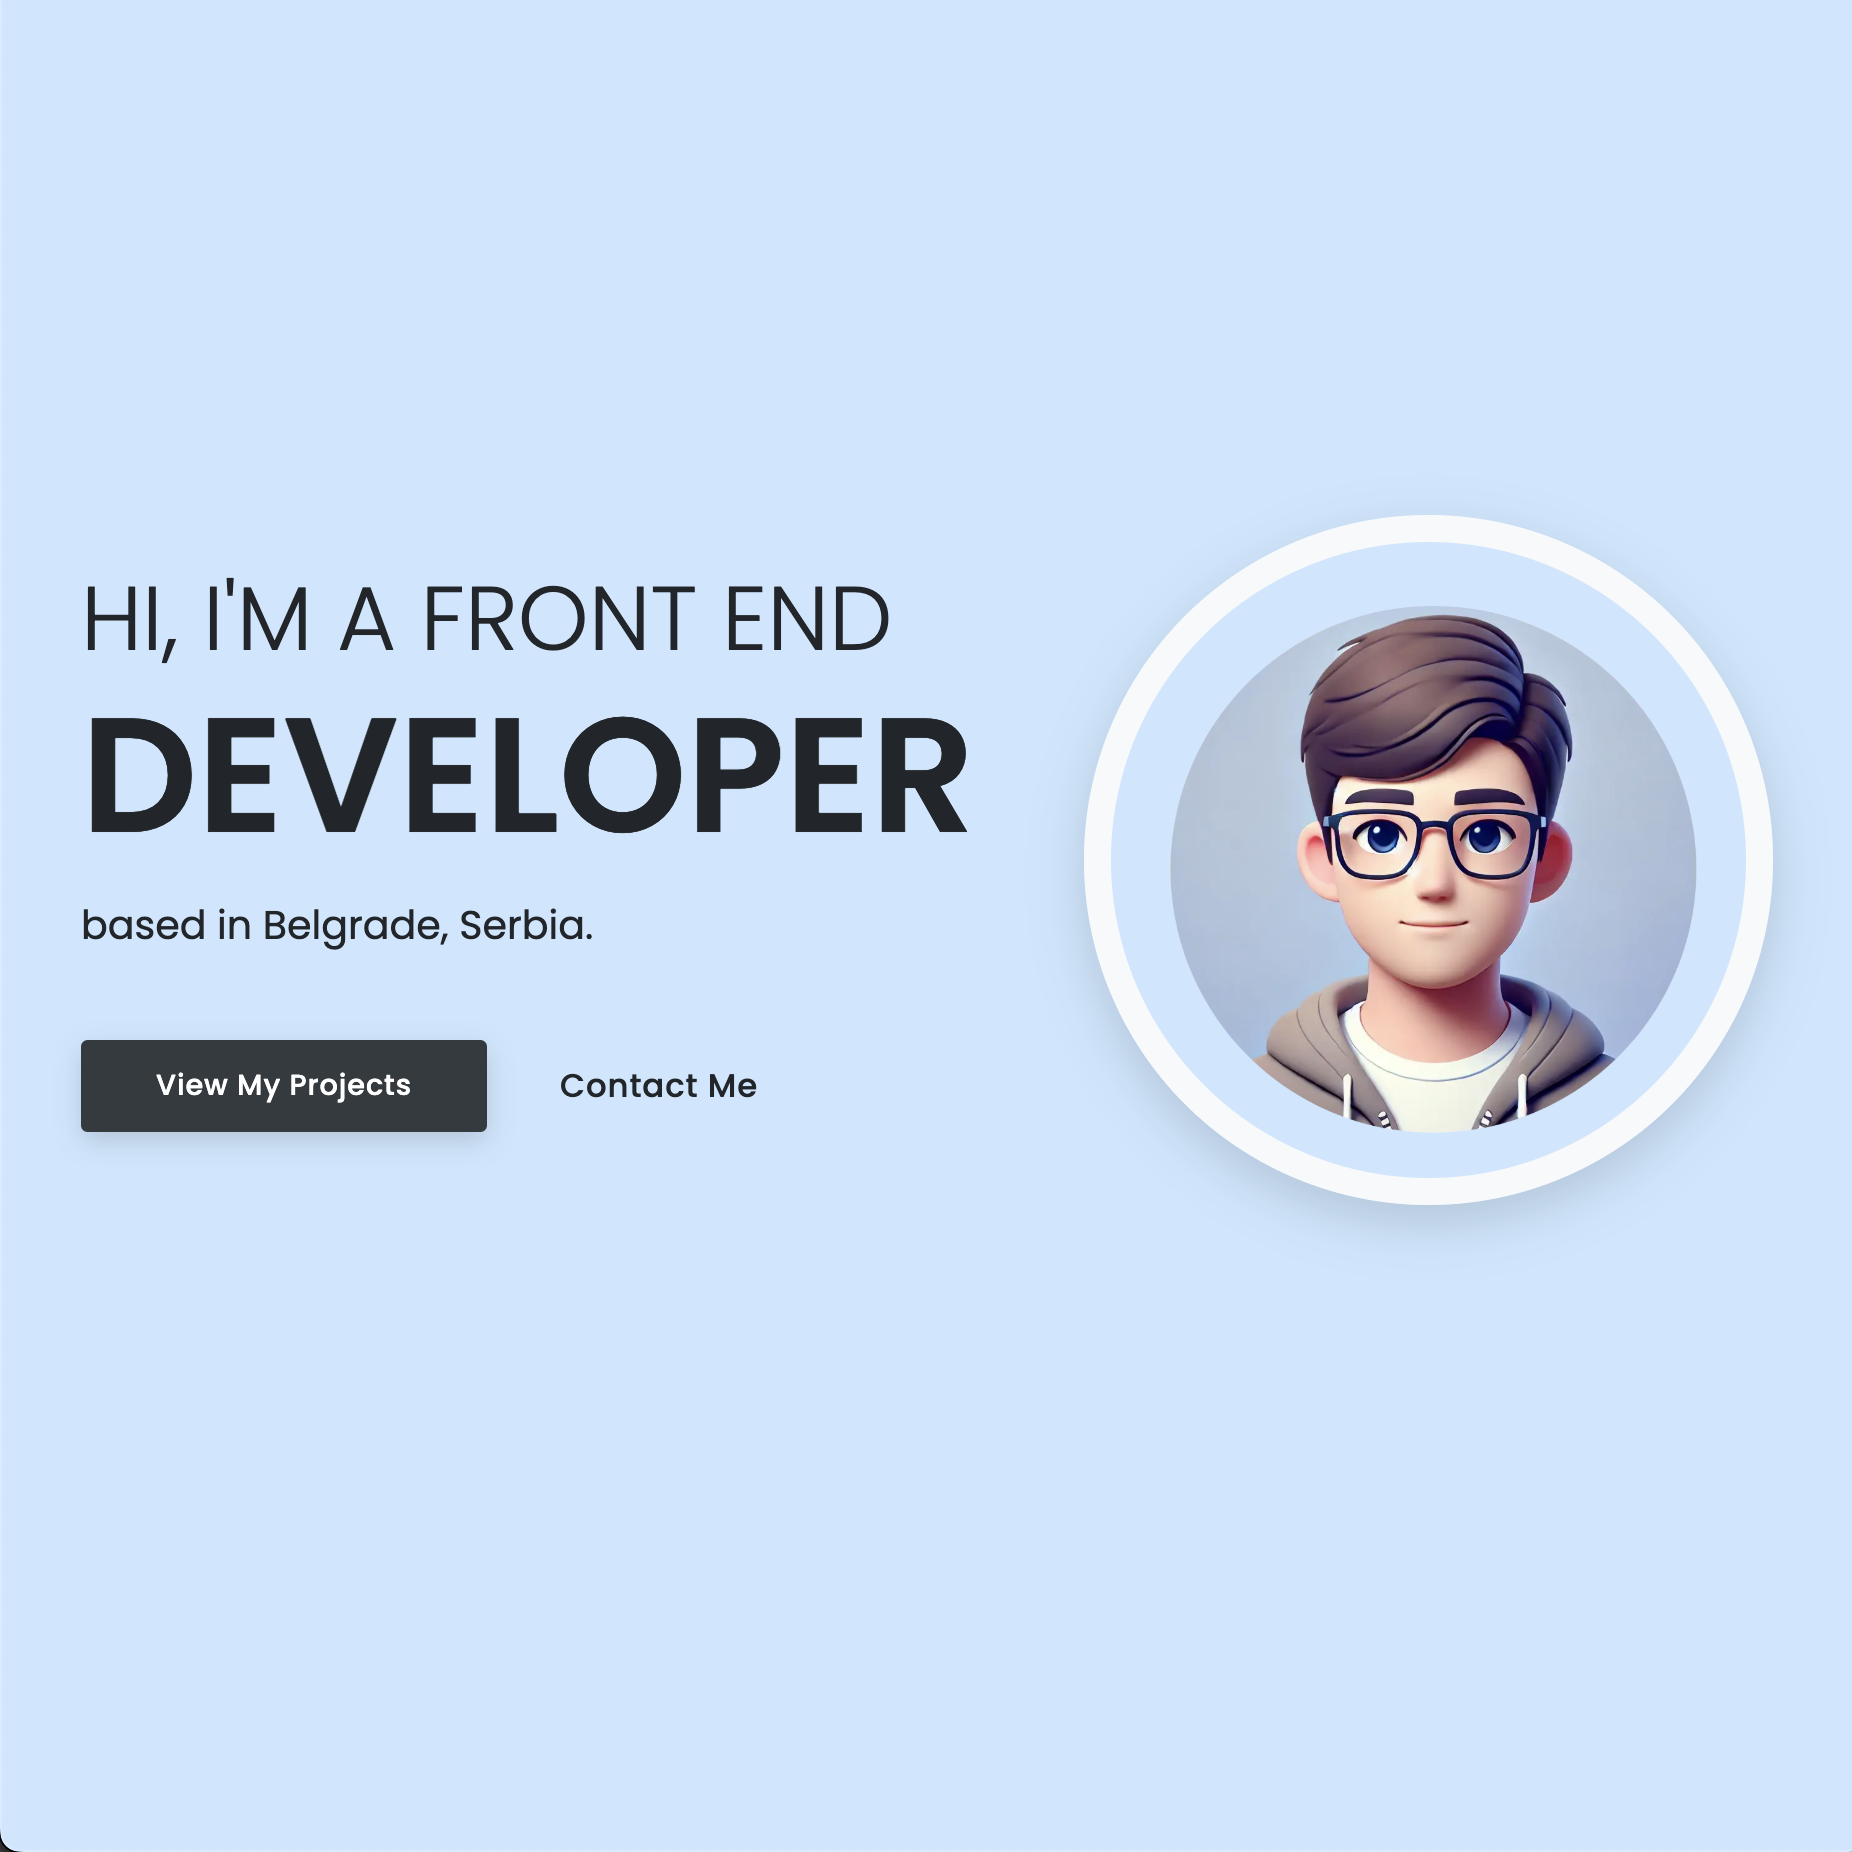 HI, I'M A FRONT END
DEVELOPER
based in Belgrade, Serbia.
View My Projects
Contact Me